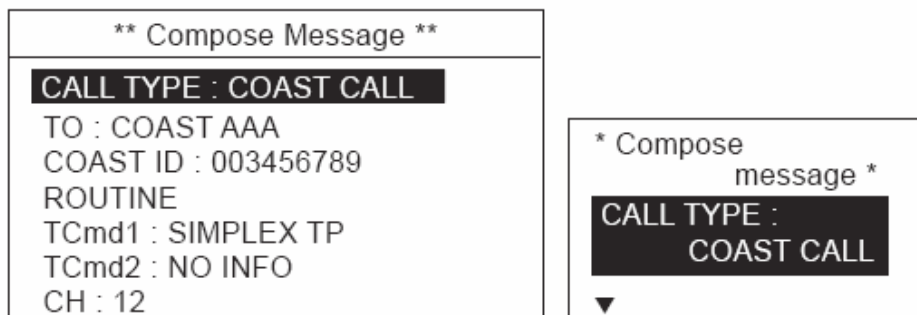 ** Compose Message **
CALL TYPE : COAST CALL
TO : COAST AAA
COAST ID : 003456789
ROUTINE
TCmd1 : SIMPLEX TP
TCmd2 : NO INFO
CH : 12
* Compose
message *
CALL TYPE :
COAST CALL
▼